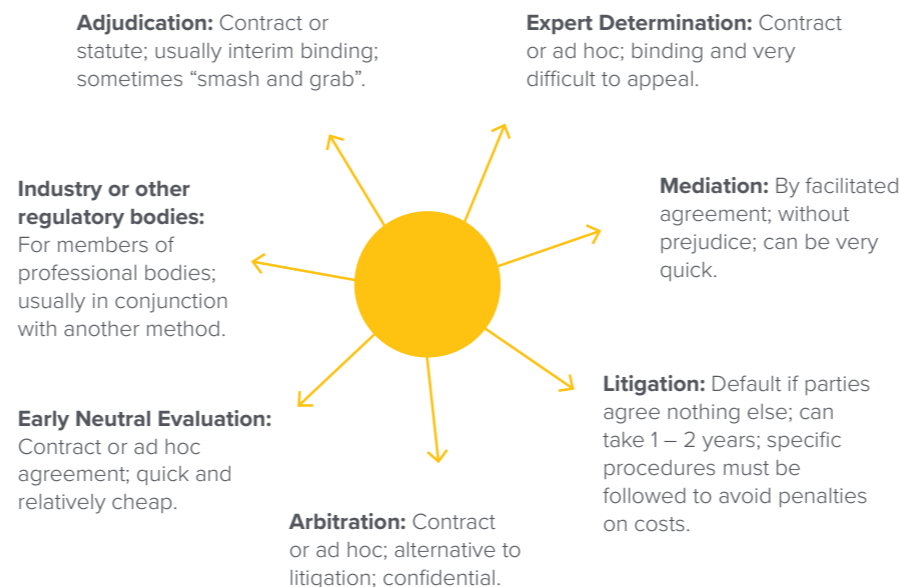 Adjudication: Contract or
statute; usually interim binding;
sometimes “smash and grab”.
Expert Determination: Contract
or ad hoc; binding and very
difficult to appeal.
Industry or other
regulatory bodies:
For members of
professional bodies;
usually in conjunction
with another method.
Mediation: By facilitated
agreement; without
prejudice; can be very
quick.
Early Neutral Evaluation:
Contract or ad hoc
agreement; quick and
relatively cheap.
Litigation: Default if parties
agree nothing else; can
take 1 – 2 years; specific
procedures must be
followed to avoid penalties
on costs.
Arbitration: Contract
or ad hoc; alternative to
litigation; confidential.